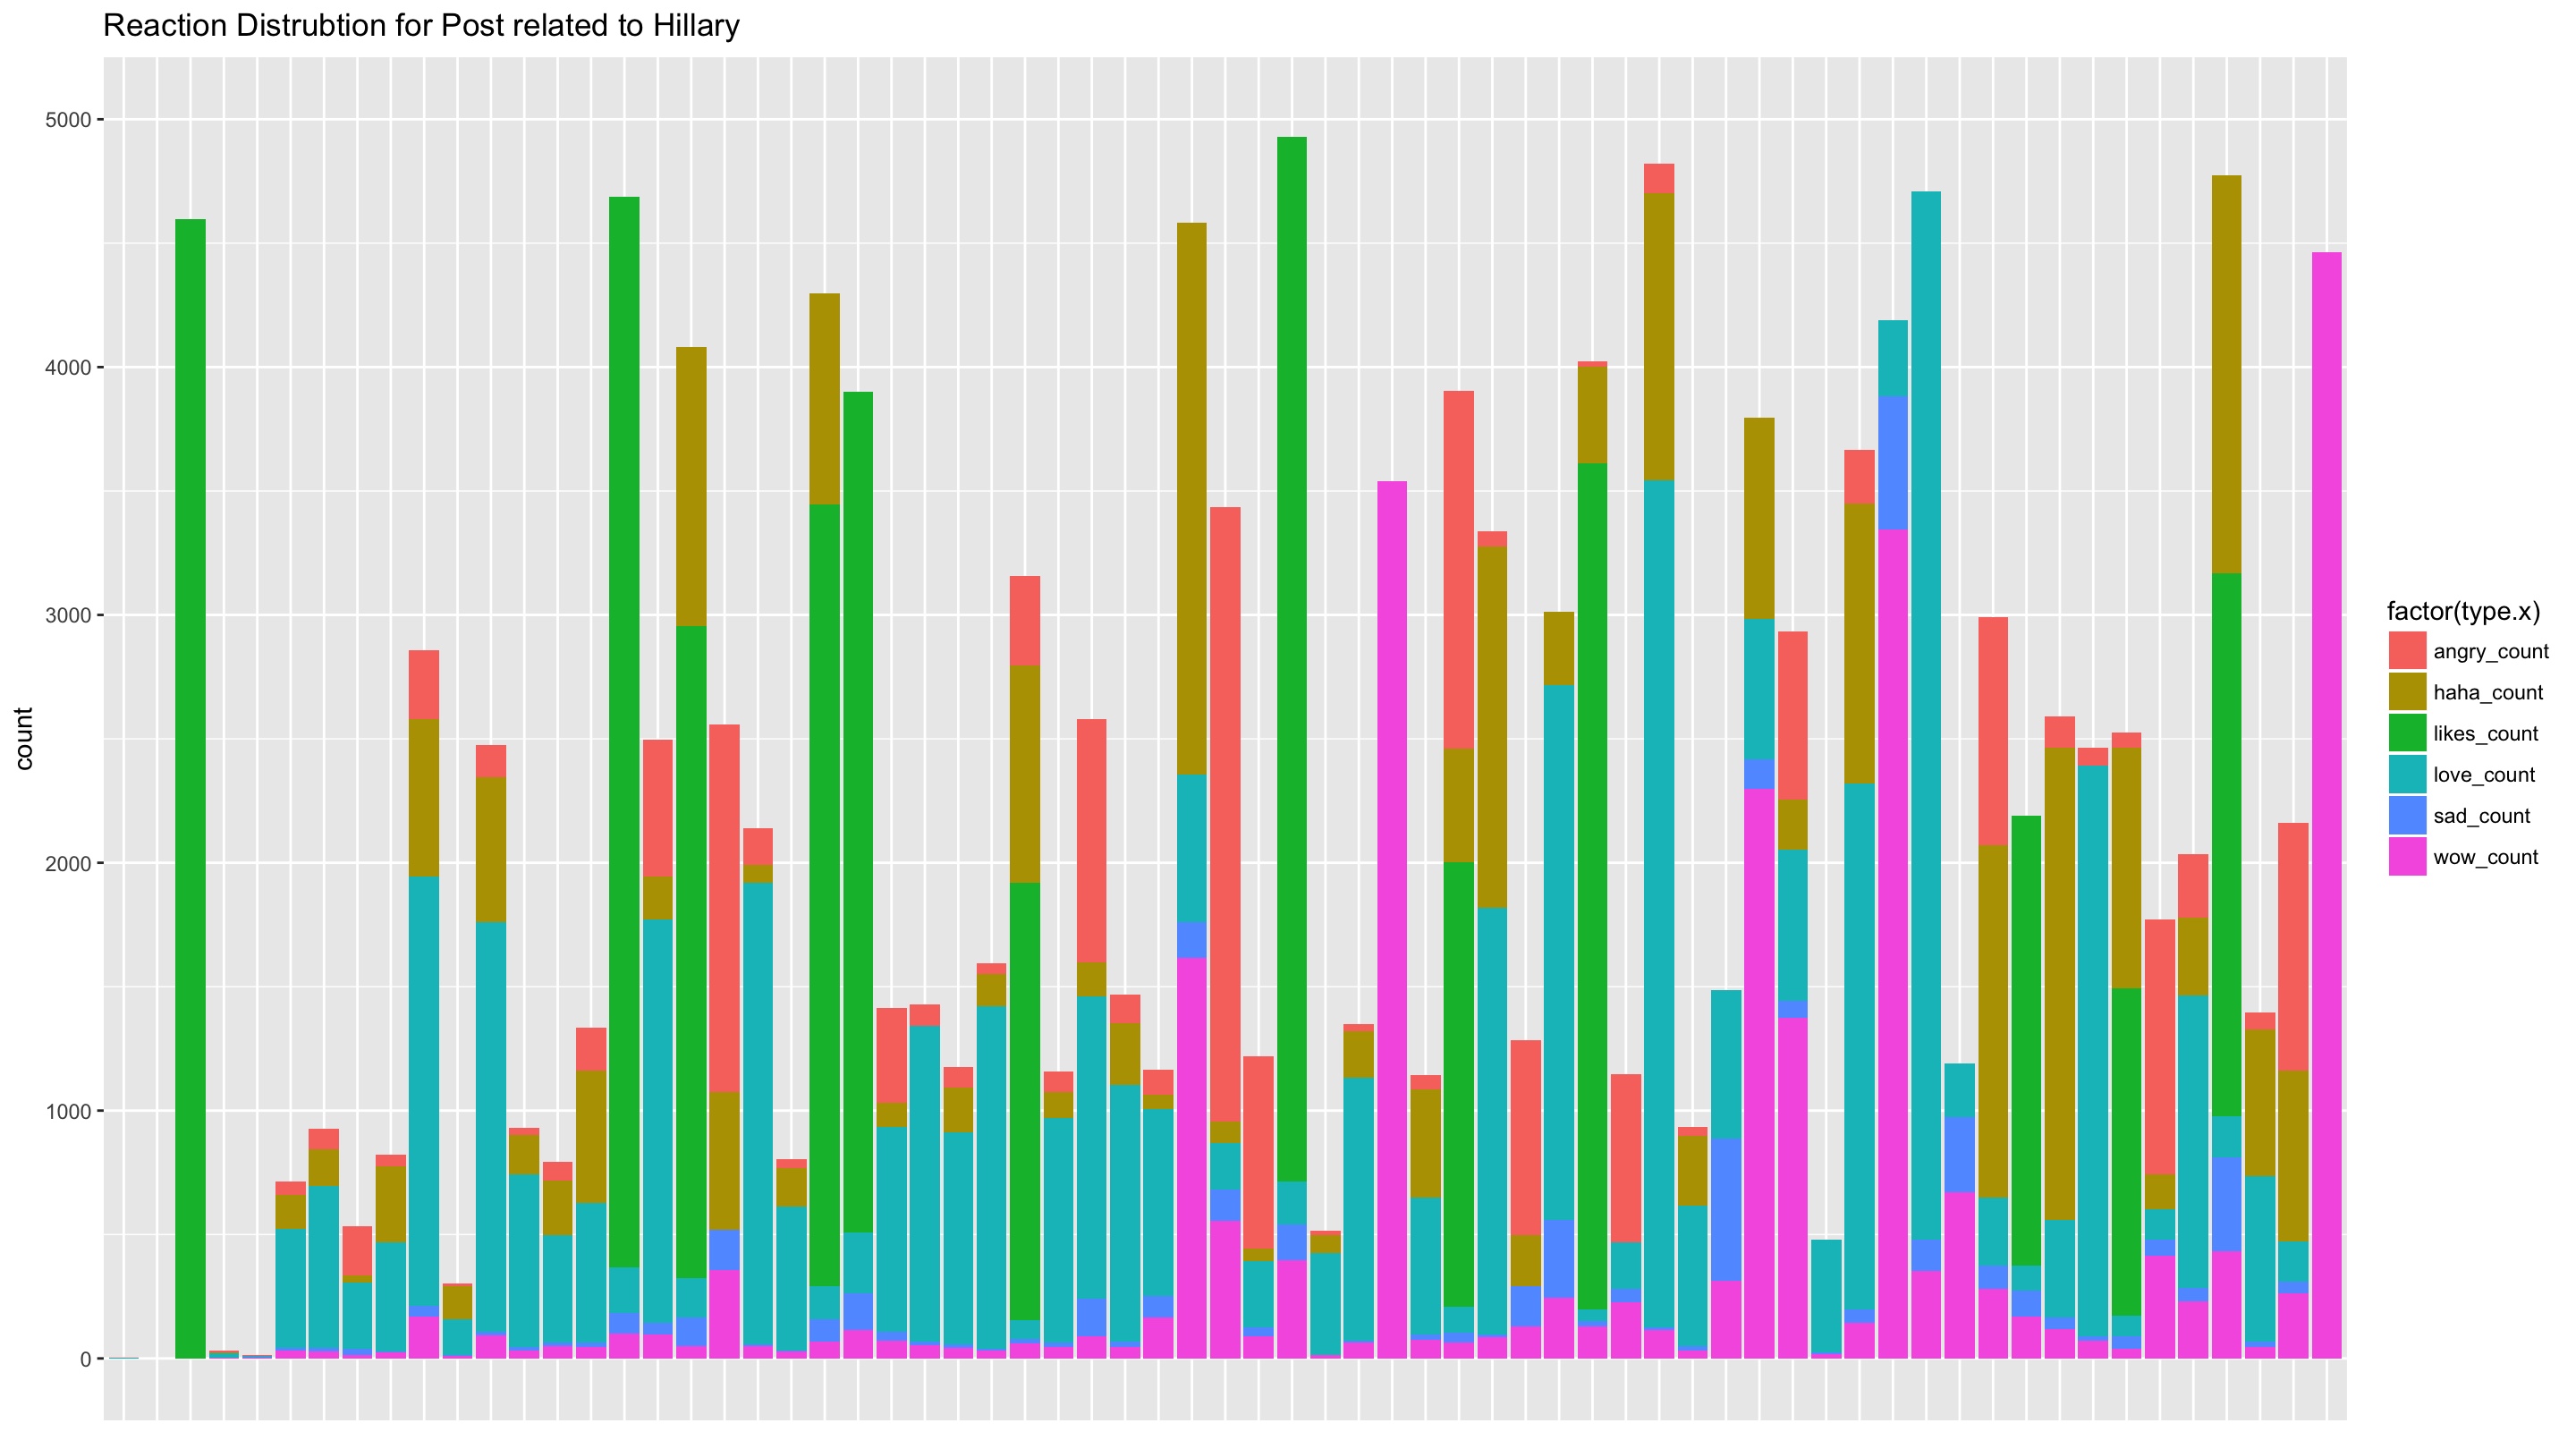 Reaction Distrubtion for Post related to Hillary
5000
4000
3000
2000
1000
0
count
factor(type.x)
angry_count
haha_count
likes_count
love_count
sad_count
wow_count